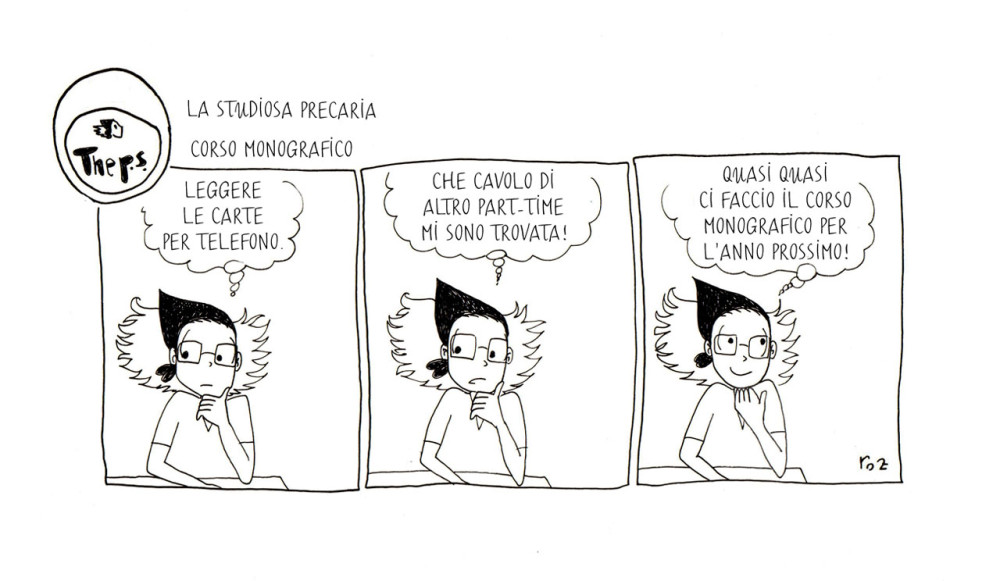 The p.s.
LA STUDIOSA PRECARIA
CORSO MONOGRAFICO
LEGGERE
LE CARTE
PER TELEFONO.
CHE CAVOLO DI
ALTRO PART-TIME
MI SONO TROVATA!
QUASI QUASI
CI FACCIO IL CORSO
MONOGRAFICO PER
L'ANNO PROSSIMO!
roz